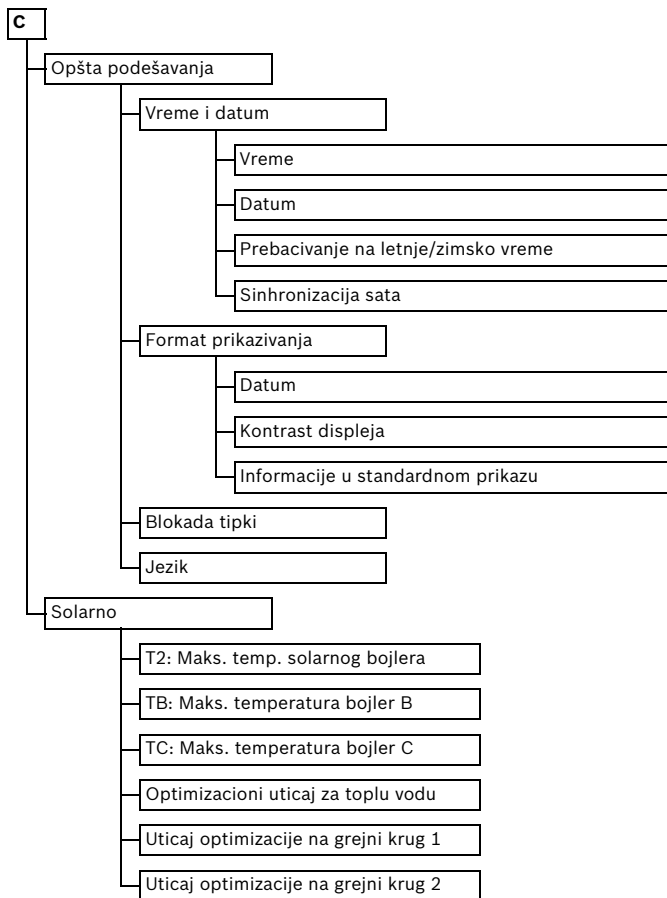 C
Opšta podešavanja
Vreme i datum
Vreme
Datum
Prebacivanje na letnje/zimsko vreme
Sinhronizacija sata
Format prikazivanja
Datum
Kontrast displeja
Informacije u standardnom prikazu
Blokada tipki
Jezik
Solarno
T2: Maks. temp. solarnog bojlera
TB: Maks. temperatura bojler B
TC: Maks. temperatura bojler C
Optimizacioni uticaj za toplu vodu
Uticaj optimizacije na grejni krug 1
Uticaj optimizacije na grejni krug 2